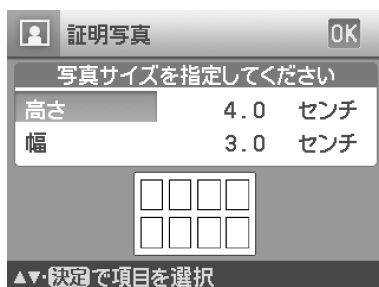 証明写真 OK
写真サイズを指定してください
高さ 4.0 センチ
幅 3.0 センチ
▲▼・決定で項目を選択